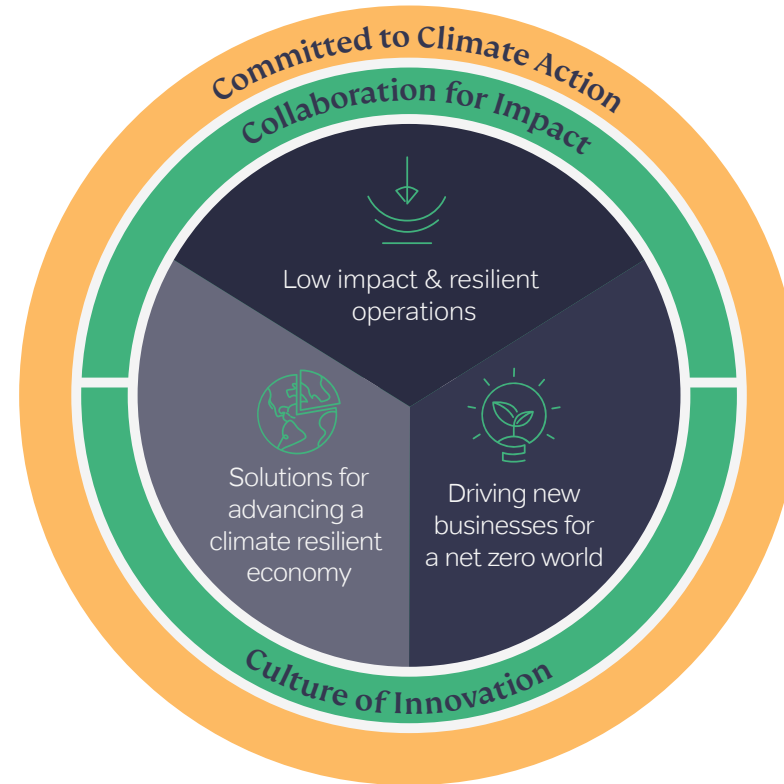 Committed to Climate Action
Collaboration for Impact
Low impact & resilient
operations
Solutions for
advancing a
climate resilient
economy
Driving new
businesses for
a net zero world
Culture of Innovation